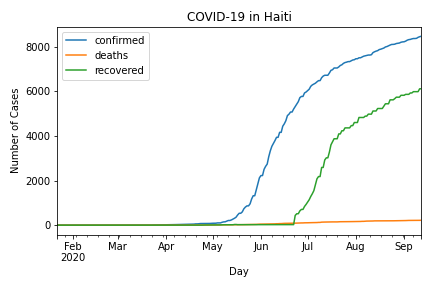 COVID-19 in Haiti
confirmed
deaths
recovered
Number of Cases
8000
6000
4000
2000
0
Feb
2020
Mar
Apr
May
Jun
Jul
Aug
Sep
Day